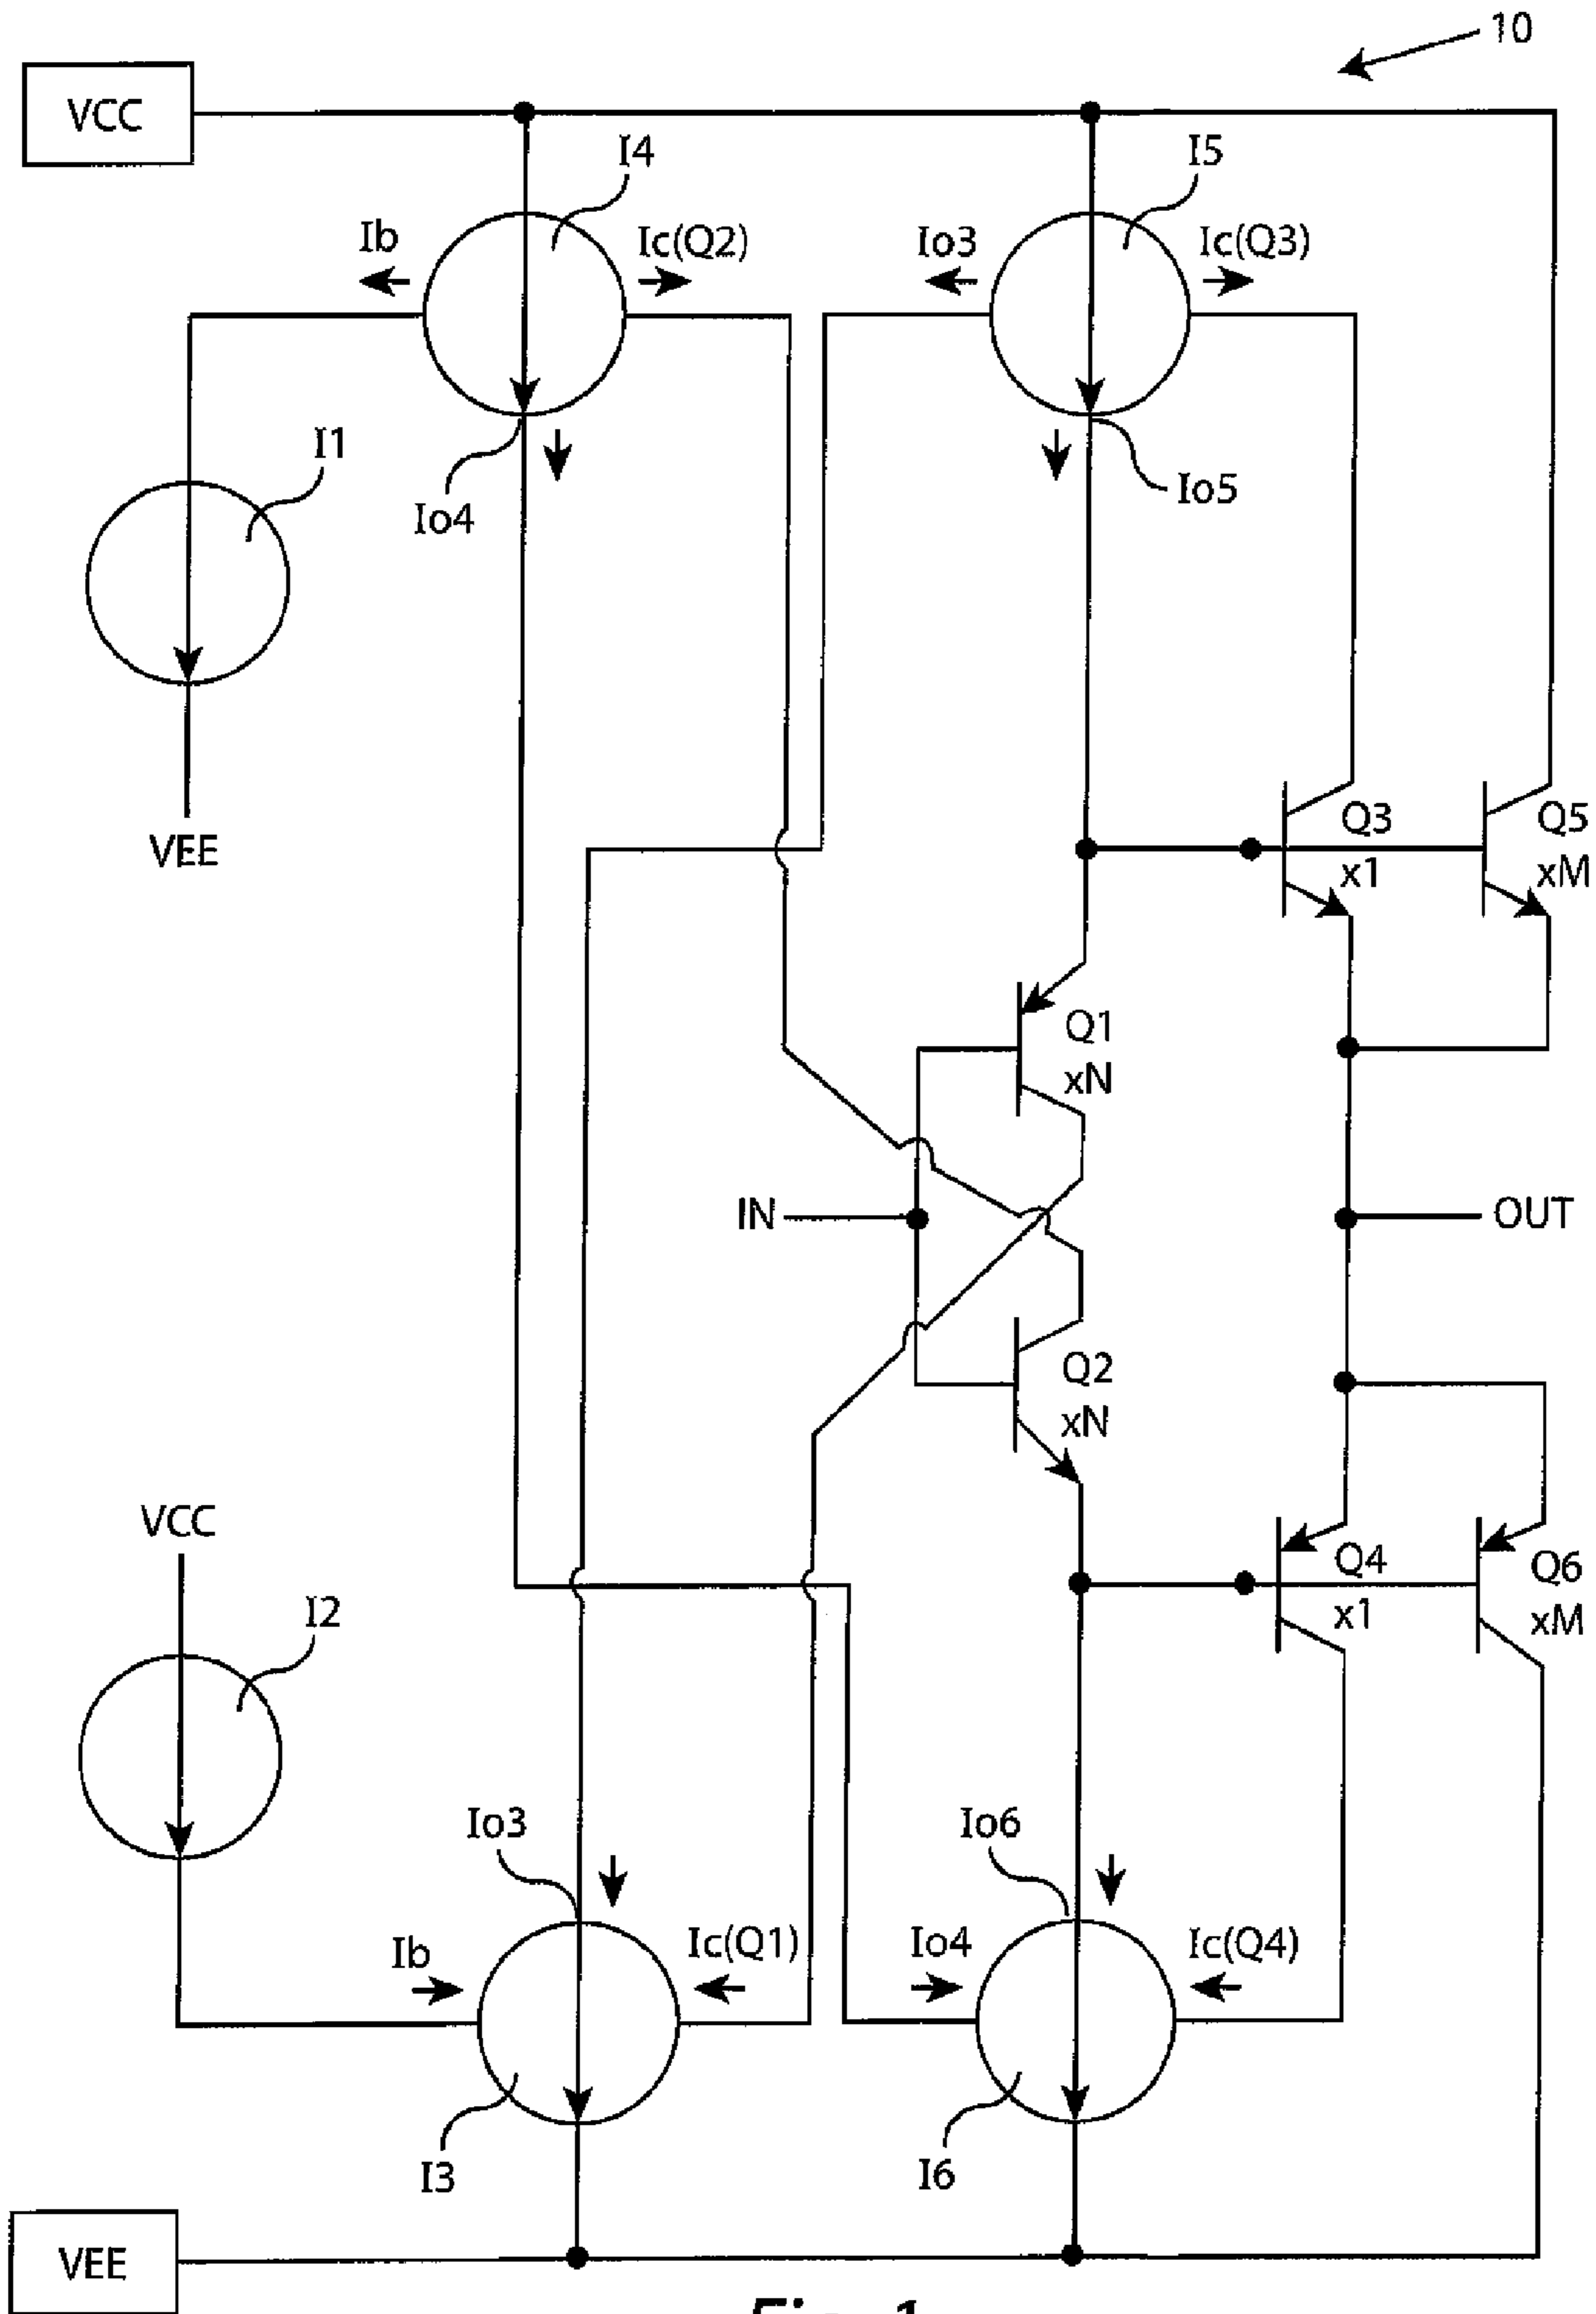 10
VCC
I4
I5
Ib
Ic(Q2)
Io3
Ic(Q3)
I1
Io4
Io5
VEE
Q3
x1
Q5
xM
Q1
xN
IN
OUT
Q2
xN
VCC
Q4
x1
Q6
xM
I2
Io3
Io6
Ib
Ic(Q1)
Io4
Ic(Q4)
I3
I6
VEE
Fig. 1